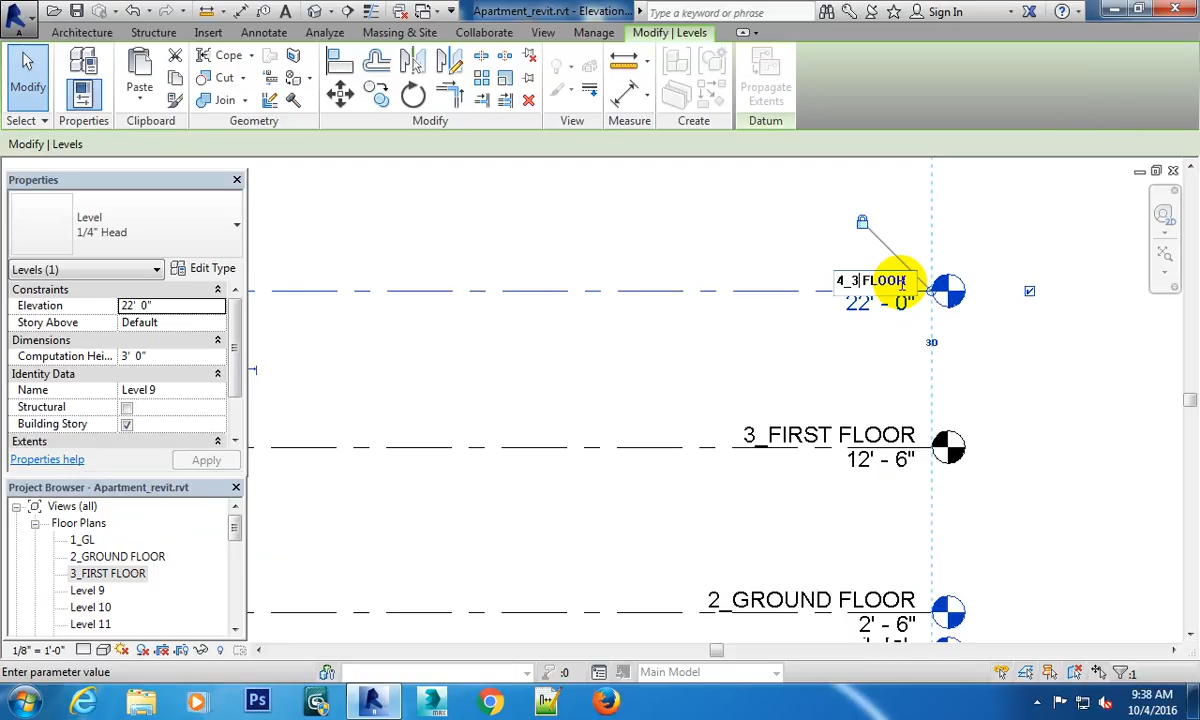 Apartment_revit.rvt - Elevation...
Type a keyword or phrase
Sign In
Architecture Structure Insert Annotate Analyze Massing & Site Collaborate View Manage Modify | Levels
Modify
Paste
Cope
Cut
Join
Propagate
Extents
Select Properties Clipboard Geometry Modify View Measure Create Datum
Modify | Levels
Properties
Level
1/4" Head
Levels (1)
Edit Type
Constraints
Elevation 22' 0"
Story Above Default
Dimensions
Computation Hei... 3' 0"
Identity Data
Name Level 9
Structural
Building Story
Extents
Properties help
Apply
Project Browser - Apartment_revit.rvt
Views (all)
Floor Plans
1_GL
2_GROUND FLOOR
3_FIRST FLOOR
Level 9
Level 10
Level 11
2D
4_3 FLOOR
22' - 0"
3D
3_FIRST FLOOR
12' - 6"
2_GROUND FLOOR
2' - 6"
1/8" = 1'-0"
Enter parameter value
:0
Main Model
:1
Ps
9:38 AM
10/4/2016